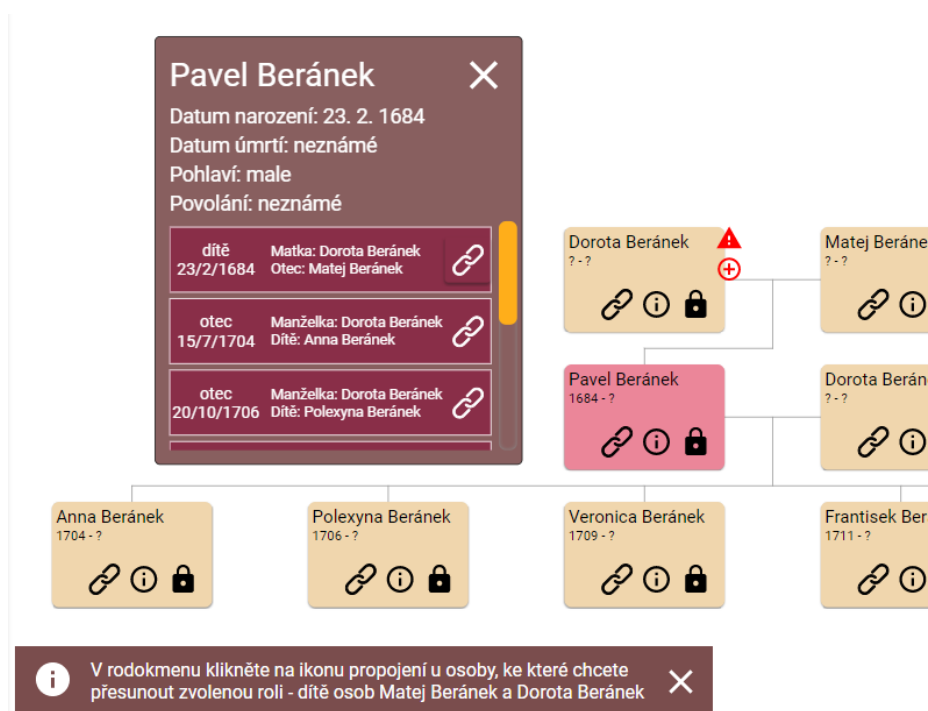 Pavel Beránek
Datum narození: 23. 2. 1684
Datum úmrtí: neznámé
Pohlaví: male
Povolání: neznámé
dítě
23/2/1684
Matka: Dorota Beránek
Otec: Matej Beránek
otec
15/7/1704
Manželka: Dorota Beránek
Dítě: Anna Beránek
otec
20/10/1706
Manželka: Dorota Beránek
Dítě: Polexyna Beránek
Dorota Beránek
? - ?
Matej Beráne
? - ?
Pavel Beránek
1684 - ?
Dorota Berán
? - ?
Anna Beránek
1704 - ?
Polexyna Beránek
1706 - ?
Veronica Beránek
1709 - ?
Frantisek Ber
1711 - ?
V rodokmenu klikněte na ikonu propojení u osoby, ke které chcete
přesunout zvolenou roli - dítě osob Matej Beránek a Dorota Beránek